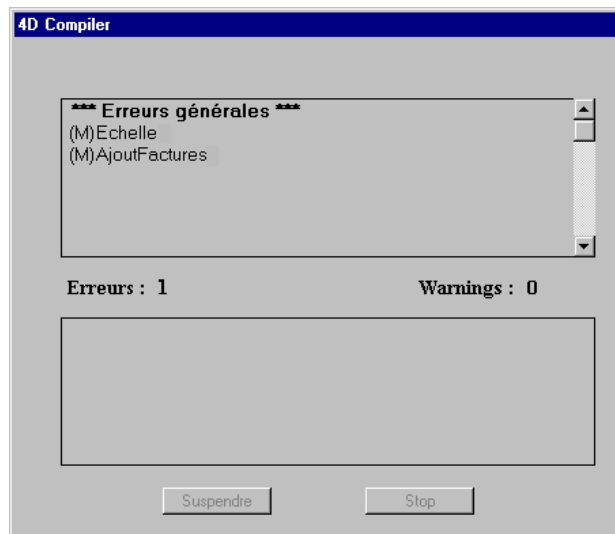 4D Compiler
*** Erreurs générales ***
(M)Echelle
(M)AjoutFactures
Erreurs : 1
Warnings : 0
Suspendre
Stop